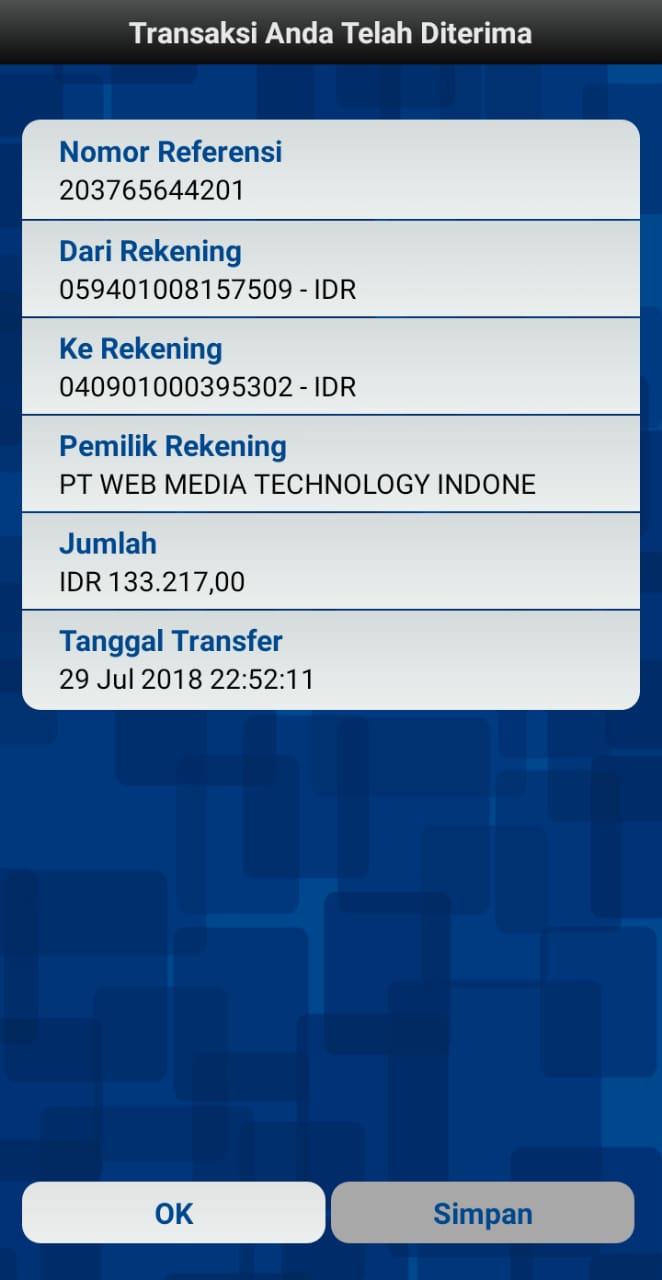 Transaksi Anda Telah Diterima
Nomor Referensi
203765644201
Dari Rekening
059401008157509 - IDR
Ke Rekening
040901000395302 - IDR
Pemilik Rekening
PT WEB MEDIA TECHNOLOGY INDONE
Jumlah
IDR 133.217,00
Tanggal Transfer
29 Jul 2018 22:52:11
OK
Simpan